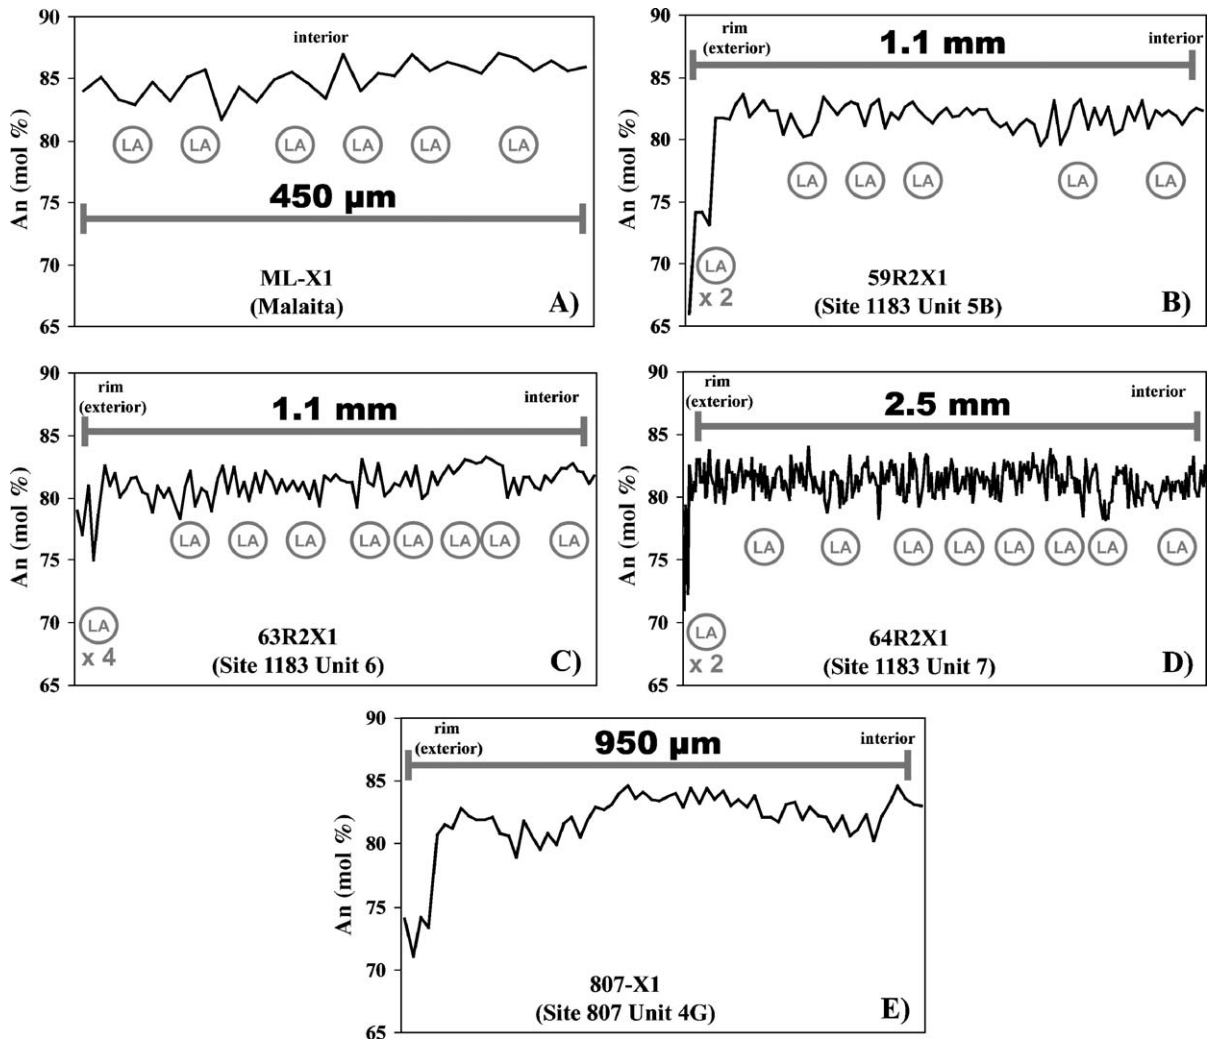 90
85
80
75
70
65
An (mol %)
interior
LA LA LA LA LA LA
450 µm
ML-X1
(Malaita)
A)
90
85
80
75
70
65
An (mol %)
rim
(exterior)
interior
1.1 mm
LA LA LA LA LA
LA
x 2
59R2X1
(Site 1183 Unit 5B)
B)
90
85
80
75
70
65
An (mol %)
rim
(exterior)
interior
1.1 mm
LA LA LA LA LA LA LA LA
LA
x 4
63R2X1
(Site 1183 Unit 6)
C)
90
85
80
75
70
65
An (mol %)
rim
(exterior)
interior
2.5 mm
LA LA LA LA LA LA LA LA
LA
x 2
64R2X1
(Site 1183 Unit 7)
D)
90
85
80
75
70
65
An (mol %)
rim
(exterior)
interior
950 µm
807-X1
(Site 807 Unit 4G)
E)